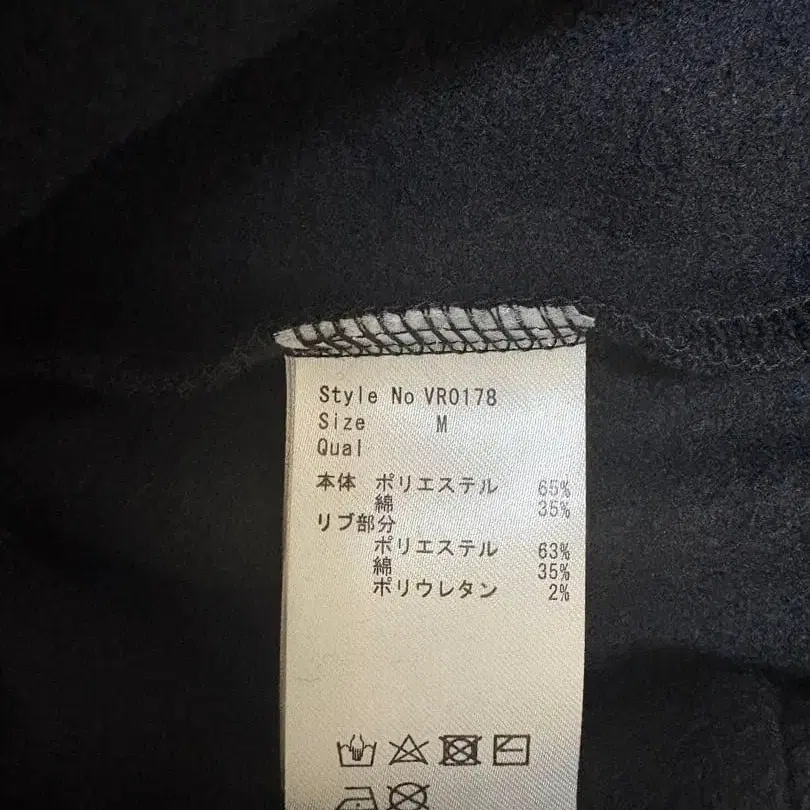 Style No VR0178
Size M
Qual
本体 ポリエステル 65%
綿 35%
リブ部分
ポリエステル 63%
綿 35%
ポリウレタン 2%